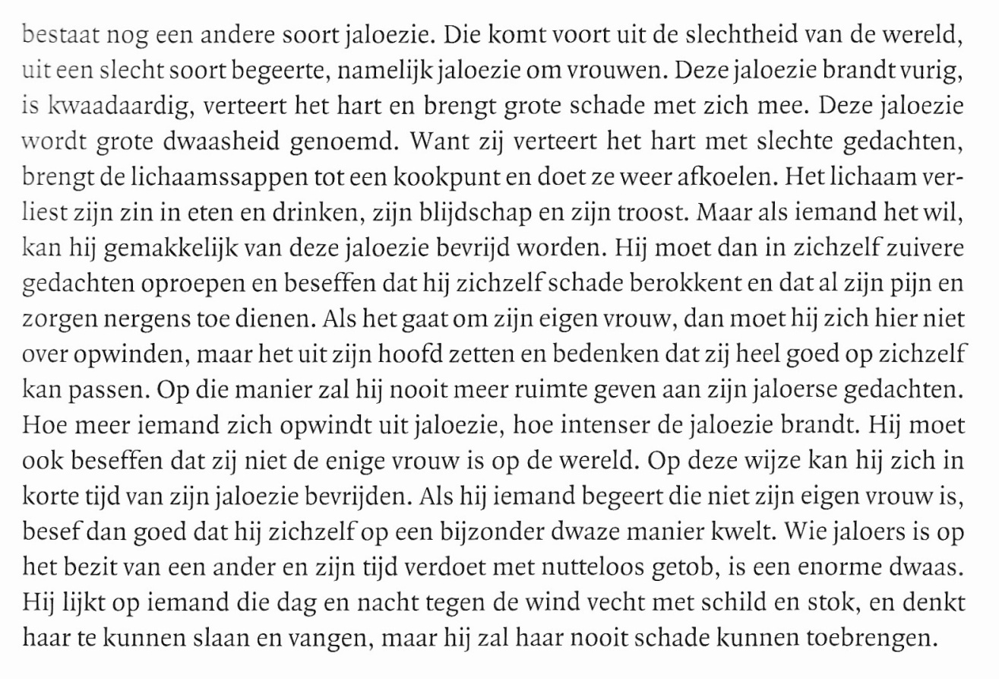 bestaat nog een andere soort jaloezie. Die komt voort uit de slechtheid van de wereld,
uit een slecht soort begeerte, namelijk jaloezie om vrouwen. Deze jaloezie brandt vurig,
is kwaadaardig, verteert het hart en brengt grote schade met zich mee. Deze jaloezie
wordt grote dwaasheid genoemd. Want zij verteert het hart met slechte gedachten,
brengt de lichaamssappen tot een kookpunt en doet ze weer afkoelen. Het lichaam ver-
liest zijn zin in eten en drinken, zijn blijdschap en zijn troost. Maar als iemand het wil,
kan hij gemakkelijk van deze jaloezie bevrijd worden. Hij moet dan in zichzelf zuivere
gedachten oproepen en beseffen dat hij zichzelf schade berokkent en dat al zijn pijn en
zorgen nergens toe dienen. Als het gaat om zijn eigen vrouw, dan moet hij zich hier niet
over opwinden, maar het uit zijn hoofd zetten en bedenken dat zij heel goed op zichzelf
kan passen. Op die manier zal hij nooit meer ruimte geven aan zijn jaloerse gedachten.
Hoe meer iemand zich opwindt uit jaloezie, hoe intenser de jaloezie brandt. Hij moet
ook beseffen dat zij niet de enige vrouw is op de wereld. Op deze wijze kan hij zich in
korte tijd van zijn jaloezie bevrijden. Als hij iemand begeert die niet zijn eigen vrouw is,
besef dan goed dat hij zichzelf op een bijzonder dwaze manier kwelt. Wie jaloers is op
het bezit van een ander en zijn tijd verdoet met nutteloos getob, is een enorme dwaas.
Hij lijkt op iemand die dag en nacht tegen de wind vecht met schild en stok, en denkt
haar te kunnen slaan en vangen, maar hij zal haar nooit schade kunnen toebrengen.